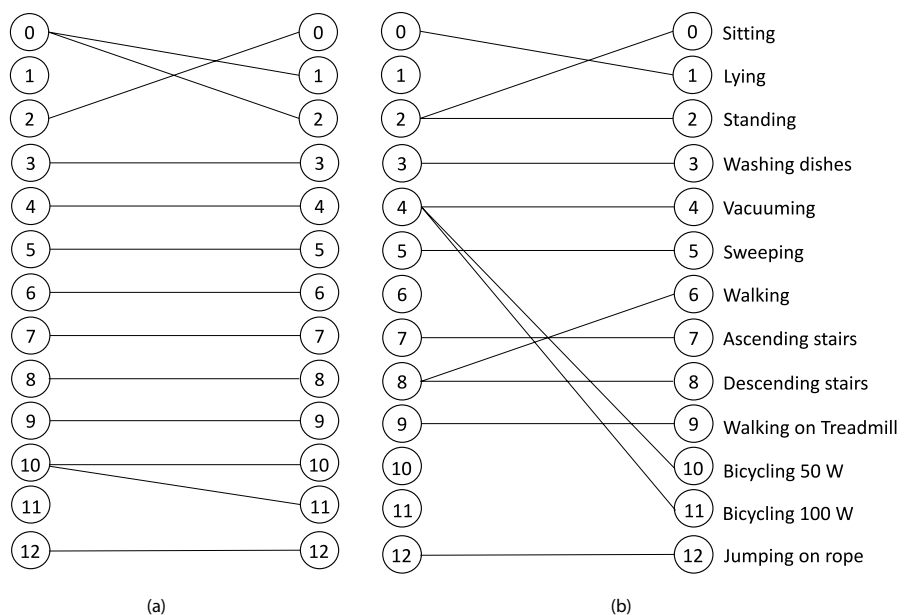 0 0 0 0 Sitting
1 1 1 1 Lying
2 2 2 2 Standing
3 3 3 3 Washing dishes
4 4 4 4 Vacuuming
5 5 5 5 Sweeping
6 6 6 6 Walking
7 7 7 7 Ascending stairs
8 8 8 8 Descending stairs
9 9 9 9 Walking on Treadmill
10 10 10 10 Bicycling 50 W
11 11 11 11 Bicycling 100 W
12 12 12 12 Jumping on rope
(a) (b)